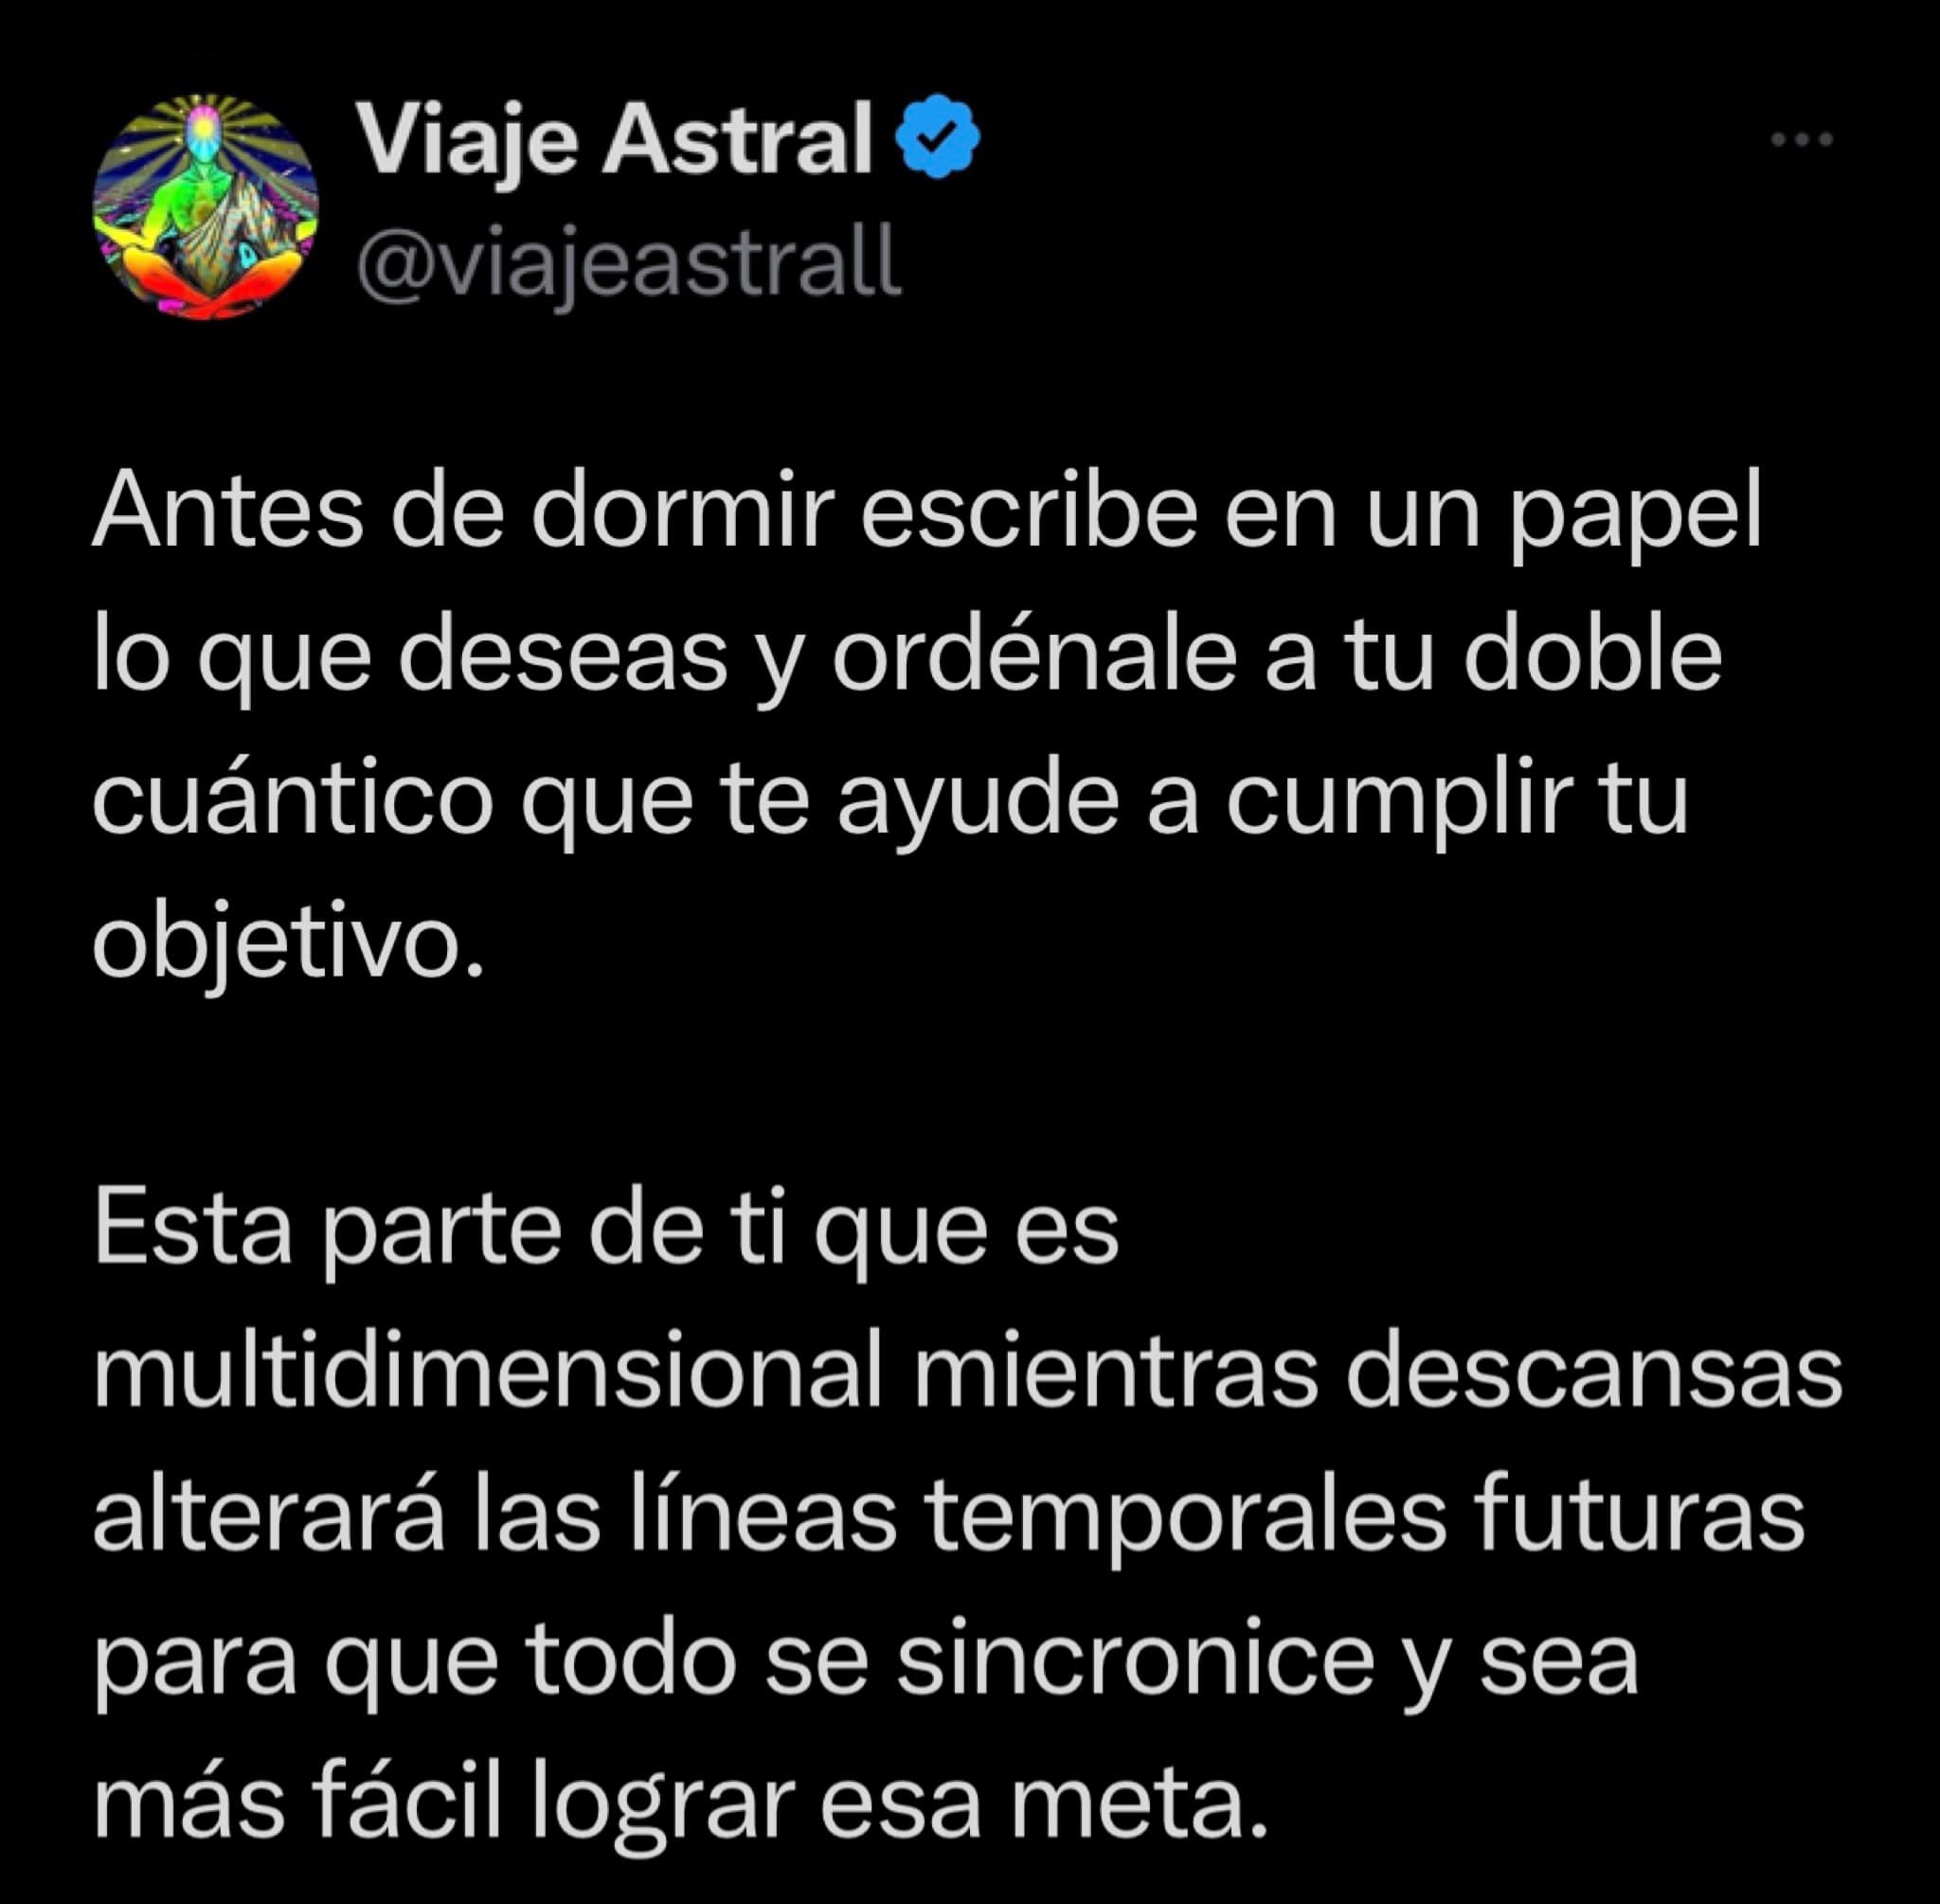 Viaje Astral
@viajeastrall
Antes de dormir escribe en un papel
lo que deseas y ordénale a tu doble
cuántico que te ayude a cumplir tu
objetivo.
Esta parte de ti que es
multidimensional mientras descansas
alterará las líneas temporales futuras
para que todo se sincronice y sea
más fácil lograr esa meta.